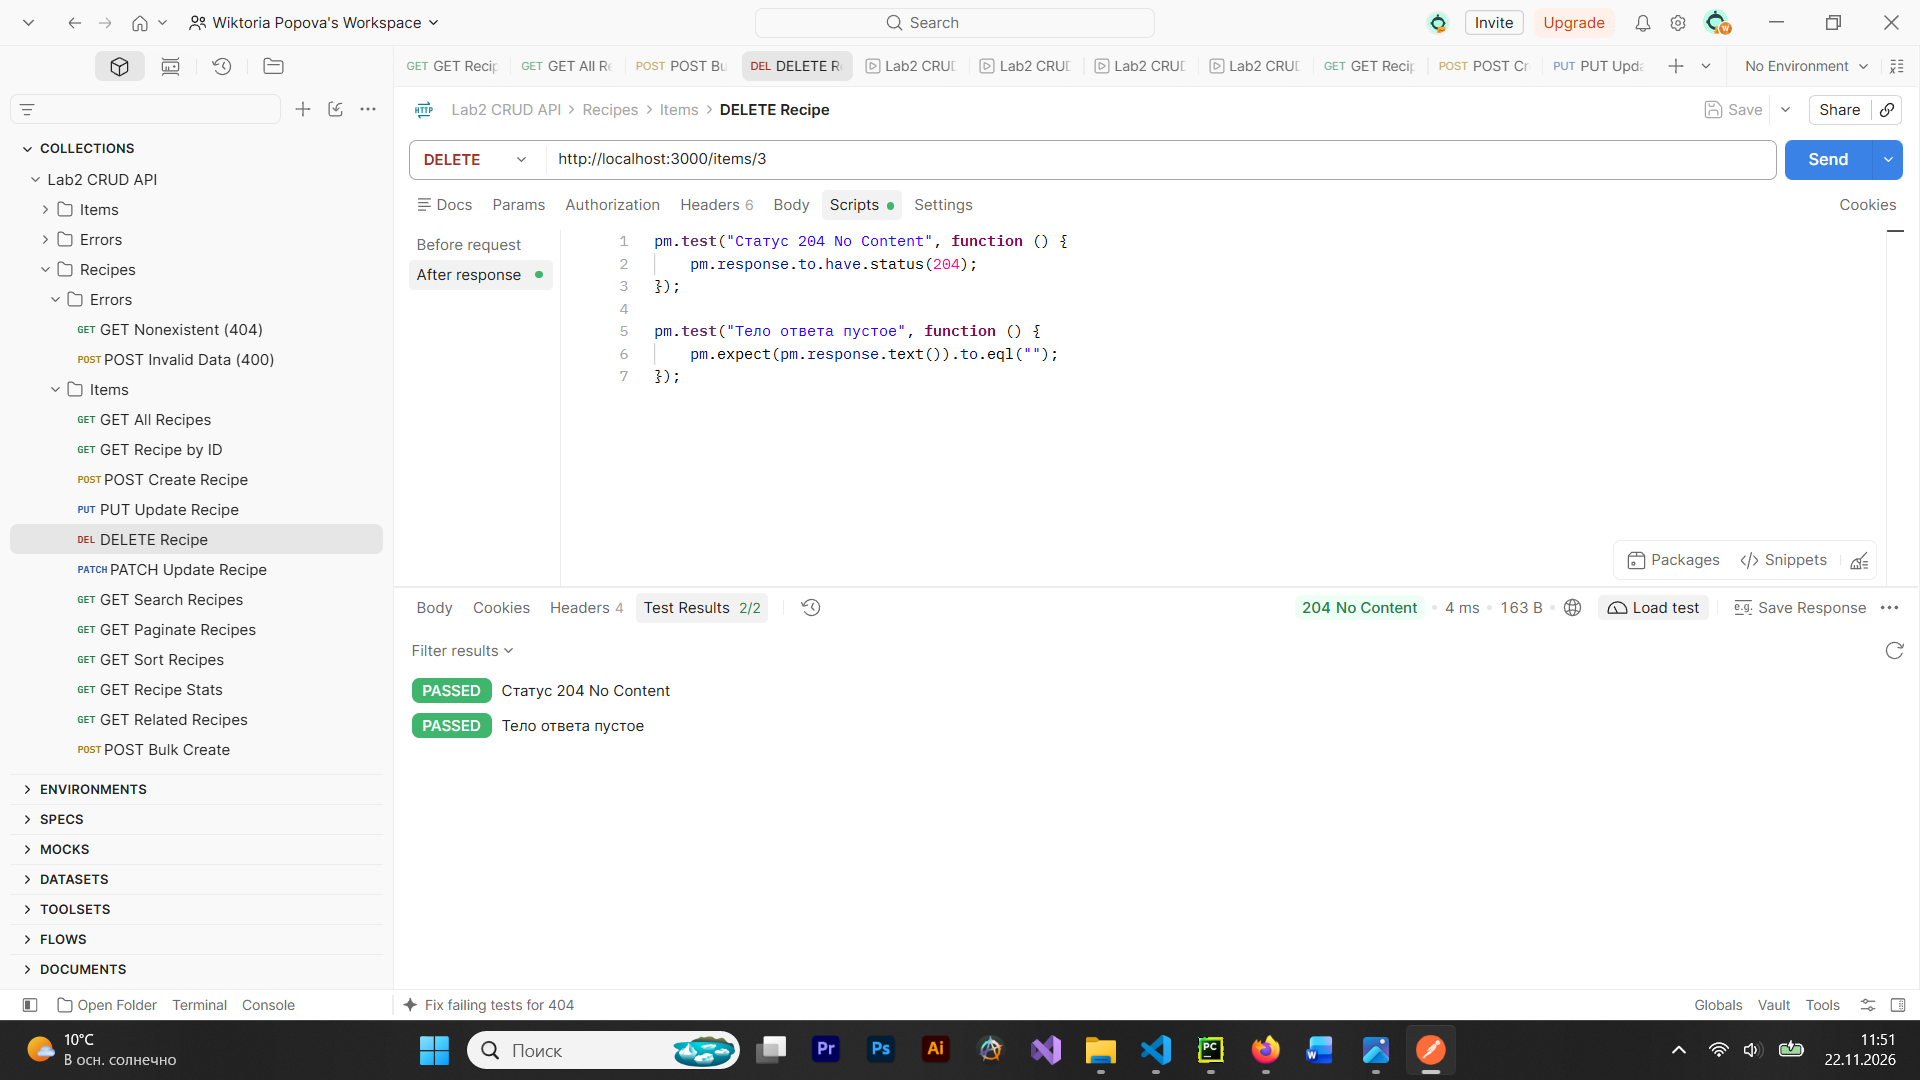 Wiktoria Popova's Workspace
Search
Invite
Upgrade
GET GET Recip
GET GET All Re
POST POST Bu
DEL DELETE R
Lab2 CRUD
Lab2 CRUD
Lab2 CRUD
Lab2 CRUD
GET GET Recip
POST POST Cr
PUT PUT Upda
No Environment
HTTP Lab2 CRUD API > Recipes > Items > DELETE Recipe
Save
Share
DELETE
http://localhost:3000/items/3
Send
Docs
Params
Authorization
Headers 6
Body
Scripts
Settings
Cookies
Before request
After response
1 pm.test("Статус 204 No Content", function () {
2 pm.response.to.have.status(204);
3 });
4
5 pm.test("Тело ответа пустое", function () {
6 pm.expect(pm.response.text()).to.eql("");
7 });
Packages
Snippets
COLLECTIONS
Lab2 CRUD API
Items
Errors
Recipes
Errors
GET GET Nonexistent (404)
POST POST Invalid Data (400)
Items
GET GET All Recipes
GET GET Recipe by ID
POST POST Create Recipe
PUT PUT Update Recipe
DEL DELETE Recipe
PATCH PATCH Update Recipe
GET GET Search Recipes
GET GET Paginate Recipes
GET GET Sort Recipes
GET GET Recipe Stats
GET GET Related Recipes
POST POST Bulk Create
ENVIRONMENTS
SPECS
MOCKS
DATASETS
TOOLSETS
FLOWS
DOCUMENTS
Body
Cookies
Headers 4
Test Results 2/2
204 No Content
4 ms
163 B
Load test
e.g. Save Response
Filter results
PASSED Статус 204 No Content
PASSED Тело ответа пустое
Open Folder
Terminal
Console
Fix failing tests for 404
Globals
Vault
Tools
10°C
В осн. солнечно
Поиск
Pr
Ps
Ai
PC
W
11:51
22.11.2026